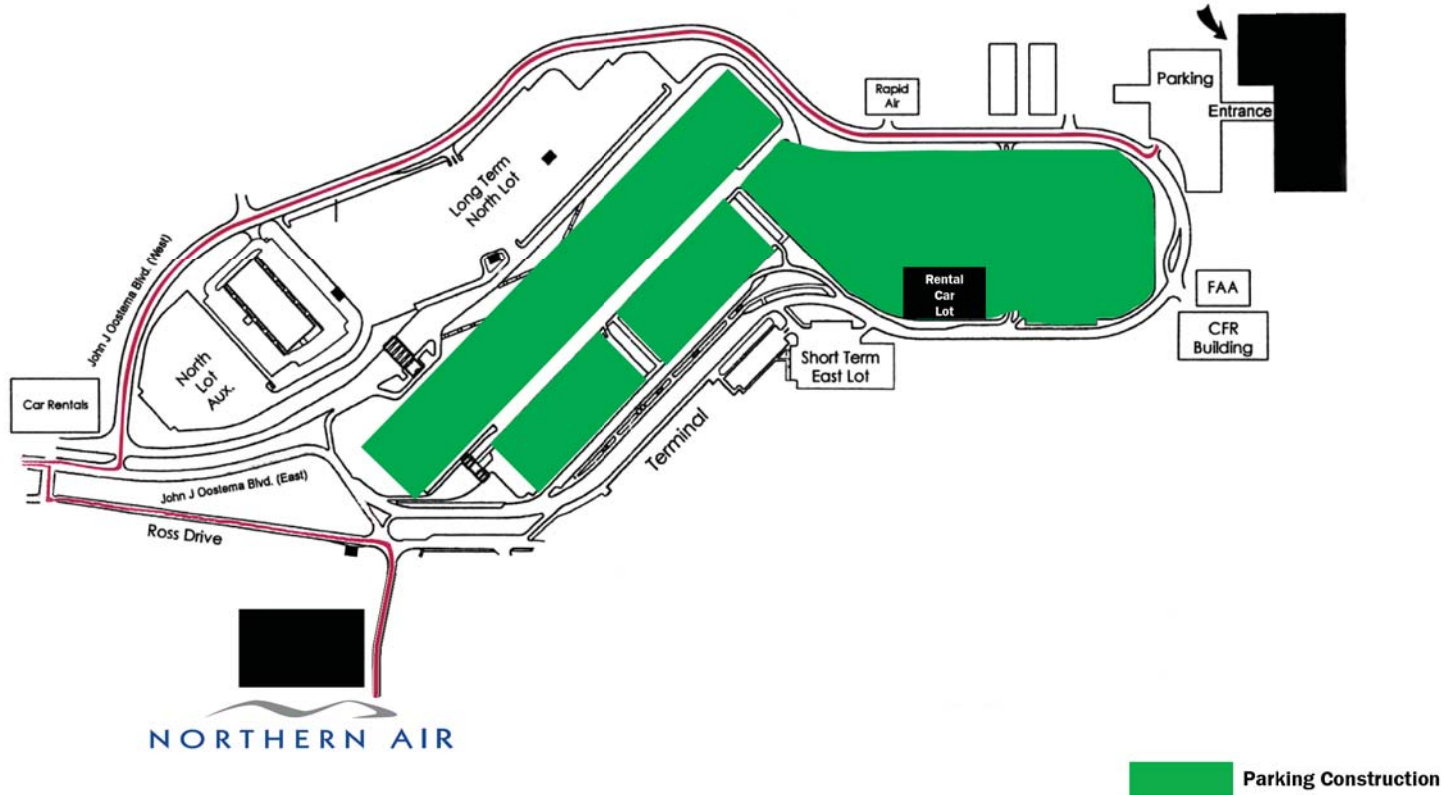 Parking
Entrance
Rapid
Air
Long Term
North Lot
John J Oostema Blvd. (West)
Rental
Car
Lot
FAA
CFR
Building
North
Lot
Aux.
Short Term
East Lot
Car Rentals
Terminal
John J Oostema Blvd. (East)
Ross Drive
NORTHERN AIR
Parking Construction